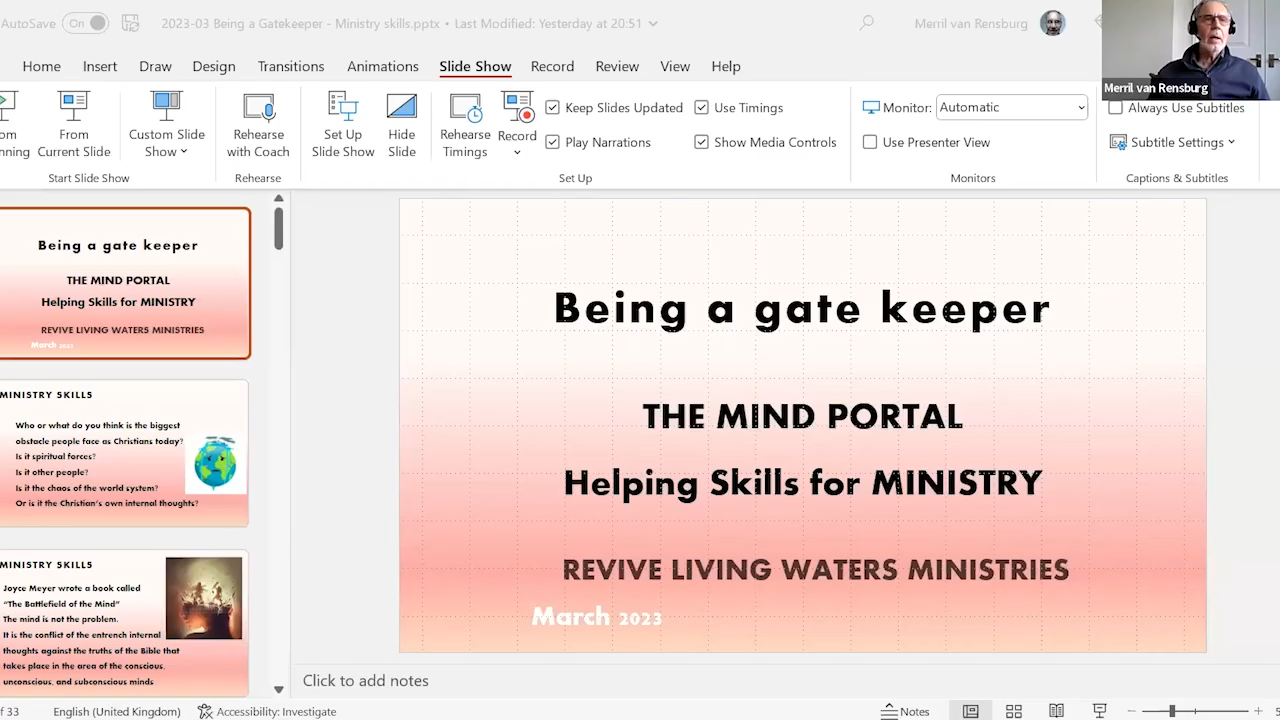 AutoSave On 2023-03 Being a Gatekeeper - Ministry skills.pptx • Last Modified: Yesterday at 20:51 Merril van Rensburg
Merril van Rensburg
Home Insert Draw Design Transitions Animations Slide Show Record Review View Help
From Current Slide
Custom Slide Show
Start Slide Show
Rehearse with Coach
Rehearse
Set Up Slide Show
Hide Slide
Rehearse Timings
Record
Keep Slides Updated
Play Narrations
Use Timings
Show Media Controls
Set Up
Monitor: Automatic
Use Presenter View
Monitors
Always Use Subtitles
Subtitle Settings
Captions & Subtitles
Being a gate keeper
THE MIND PORTAL
Helping Skills for MINISTRY
REVIVE LIVING WATERS MINISTRIES
March 2023
MINISTRY SKILLS
Who or what do you think is the biggest
obstacle people face as Christians today?
Is it spiritual forces?
Is it other people?
Is it the chaos of the world system?
Or is it the Christian's own internal thoughts?
MINISTRY SKILLS
Joyce Meyer wrote a book called
“The Battlefield of the Mind”
The mind is not the problem.
It is the conflict of the entrench internal
thoughts against the truths of the Bible that
takes place in the area of the conscious,
unconscious, and subconscious minds
Being a gate keeper
THE MIND PORTAL
Helping Skills for MINISTRY
REVIVE LIVING WATERS MINISTRIES
March 2023
Click to add notes
of 33 English (United Kingdom) Accessibility: Investigate Notes